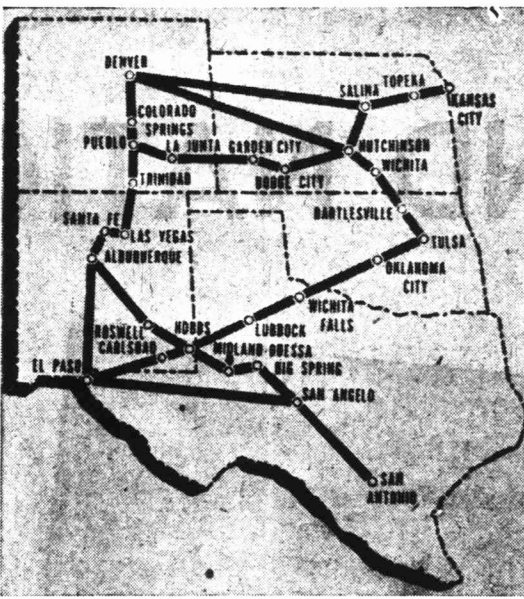 DENVER
TOPEKA
SALINA
KANSAS
CITY
COLORADO
SPRINGS
PUEBLO
LA JUNTA
GARDEN CITY
HUTCHINSON
WICHITA
DODGE CITY
TRINIDAD
BARTLESVILLE
SANTA FE
LAS VEGAS
TULSA
ALBUQUERQUE
OKLAHOMA
CITY
WICHITA
FALLS
ROSWELL
HOBBS
LUBBOCK
CARLSBAD
MIDLAND-ODESSA
EL PASO
BIG SPRING
SAN ANGELO
SAN
ANTONIO